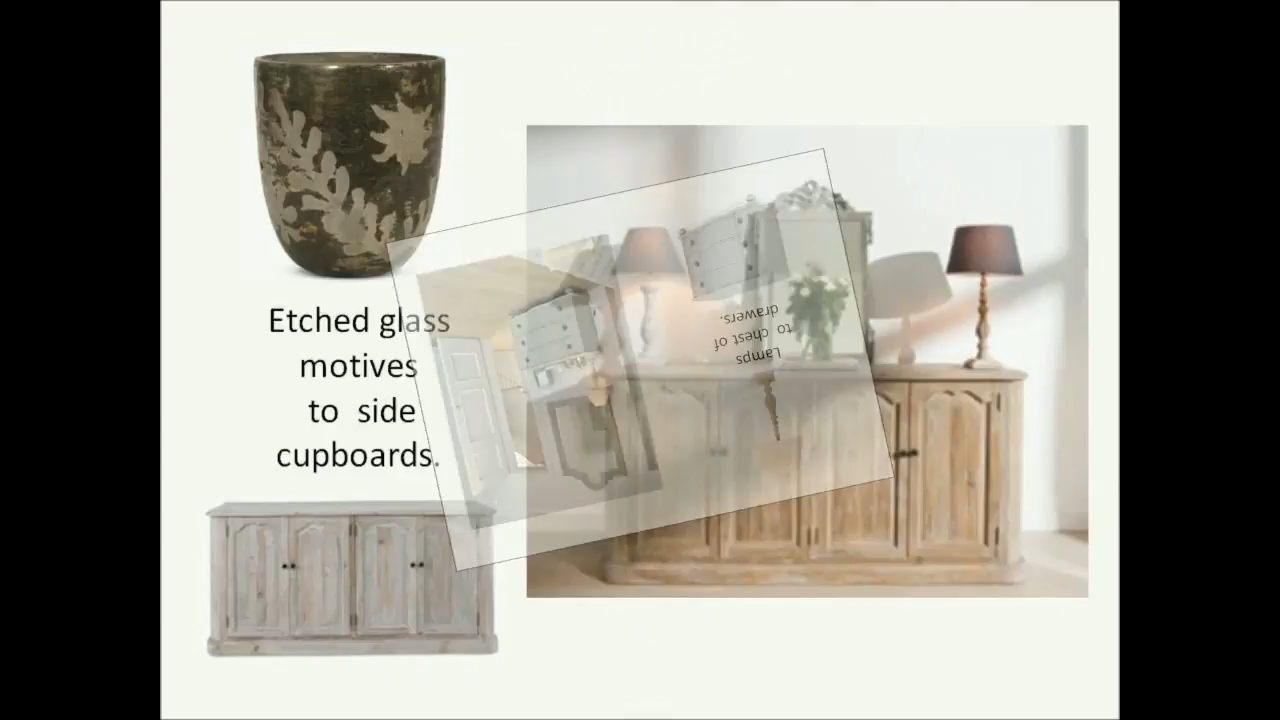 Etched glass
motives
to side
cupboards.
Lamps
to chest of
drawers.